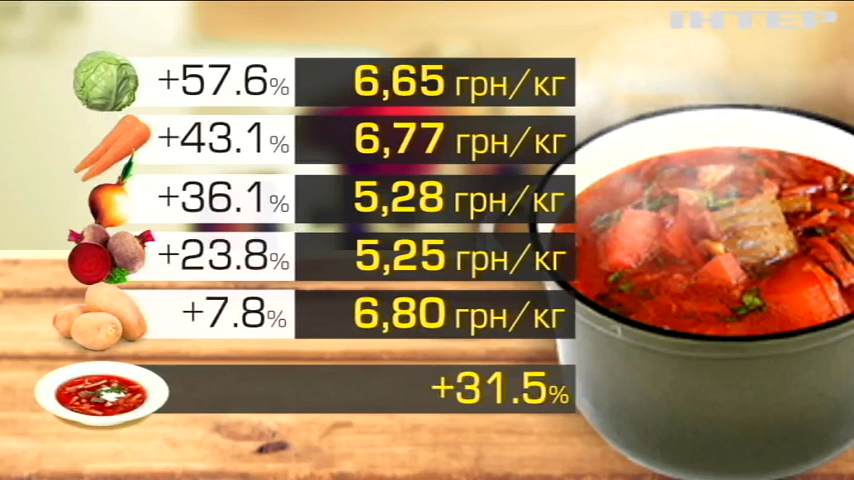 ІНТЕР
+57.6% 6,65 грн/кг
+43.1% 6,77 грн/кг
+36.1% 5,28 грн/кг
+23.8% 5,25 грн/кг
+7.8% 6,80 грн/кг
+31.5%